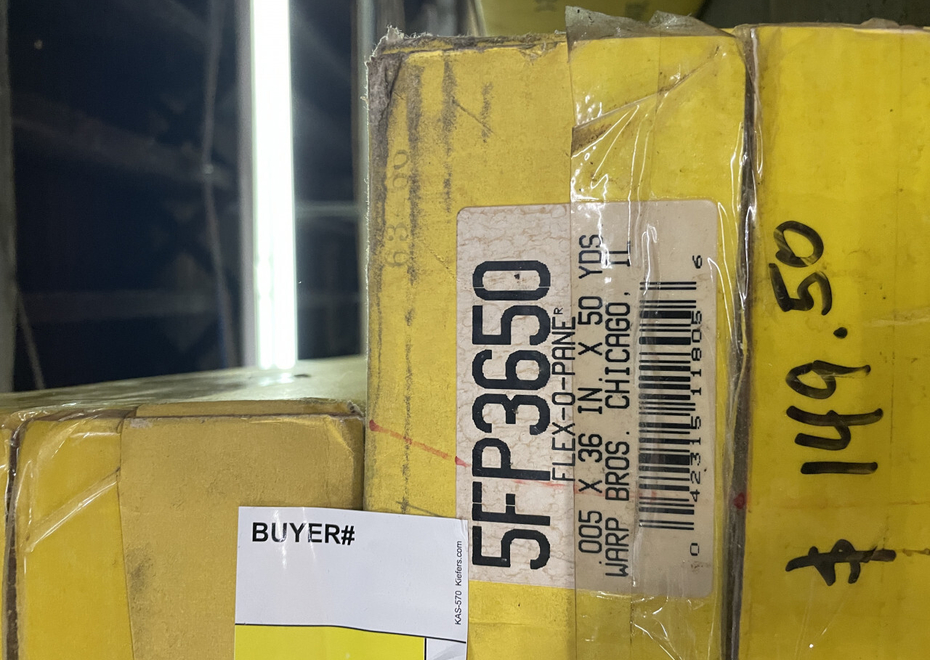 5FP3650
FLEX-O-PANE®
005 X 36 IN. X 50 YDS
WARP BROS. CHICAGO, IL
0 42315 11805 6
$ 149.50
BUYER#
KAS-570 Kiefers.com